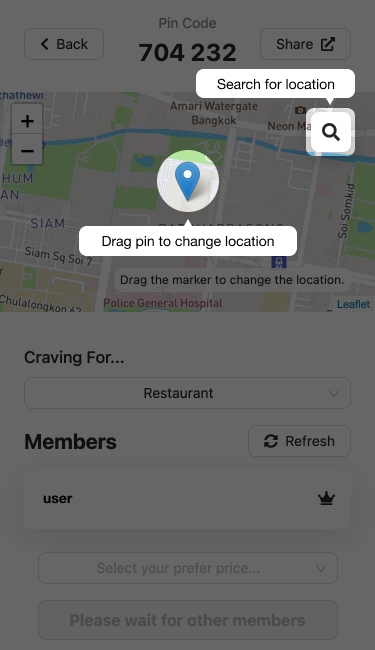 Pin Code
Back
704 232
Share
Search for location
chathewi
Amari Watergate
Bangkok
Neon Ma
+
−
HUM
AN
SIAM
Soi Somkid
Drag pin to change location
Siam Sq Soi 7
Drag the marker to change the location.
Chulalongkon 62
Police General Hospital
Leaflet
Craving For...
Restaurant
Members
Refresh
user
Select your prefer price...
Please wait for other members